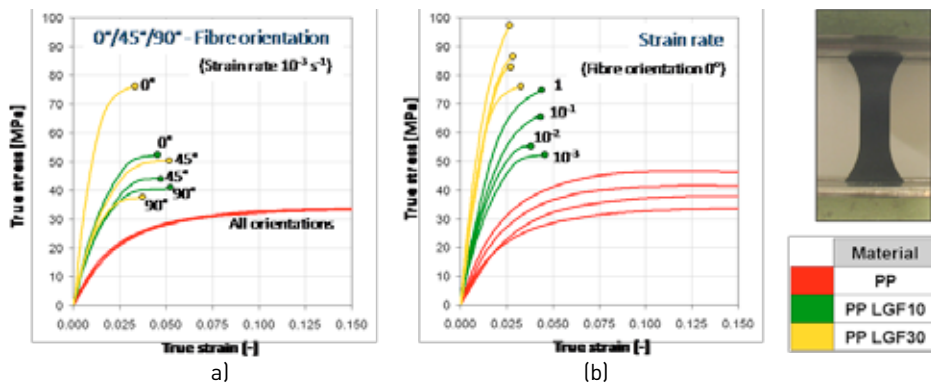 0°/45°/90° - Fibre orientation
(Strain rate 10⁻³ s⁻¹)
True stress [MPa]
100
90
80
70
60
50
40
30
20
10
0
0°
0°
45°
45°
90°
90°
All orientations
0.000 0.025 0.050 0.075 0.100 0.125 0.150
True strain [-]
a)
Strain rate
(Fibre orientation 0°)
True stress [MPa]
100
90
80
70
60
50
40
30
20
10
0
1
10⁻¹
10⁻²
10⁻³
0.000 0.025 0.050 0.075 0.100 0.125 0.150
True strain [-]
(b)
Material
PP
PP LGF10
PP LGF30